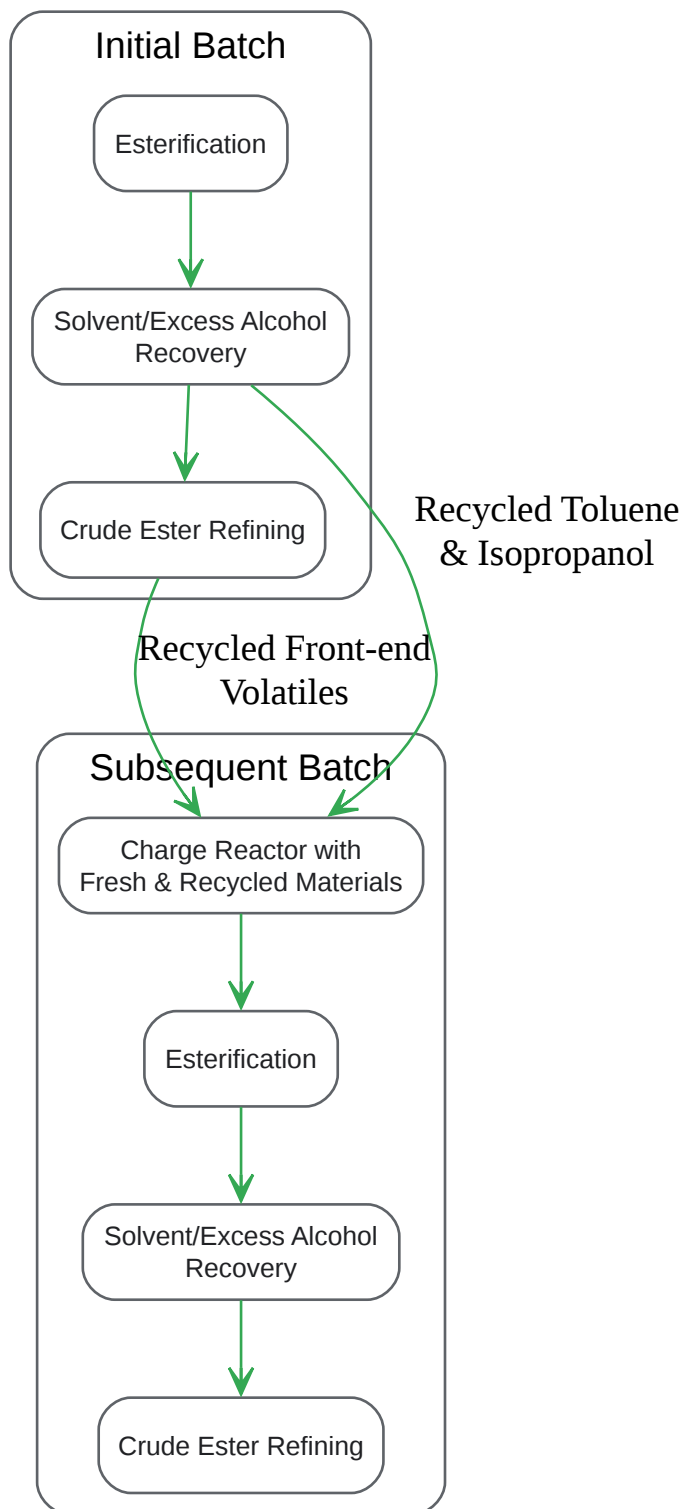 Initial Batch
Esterification
Solvent/Excess Alcohol
Recovery
Crude Ester Refining
Recycled Toluene
& Isopropanol
Recycled Front-end
Volatiles
Subsequent Batch
Charge Reactor with
Fresh & Recycled Materials
Esterification
Solvent/Excess Alcohol
Recovery
Crude Ester Refining